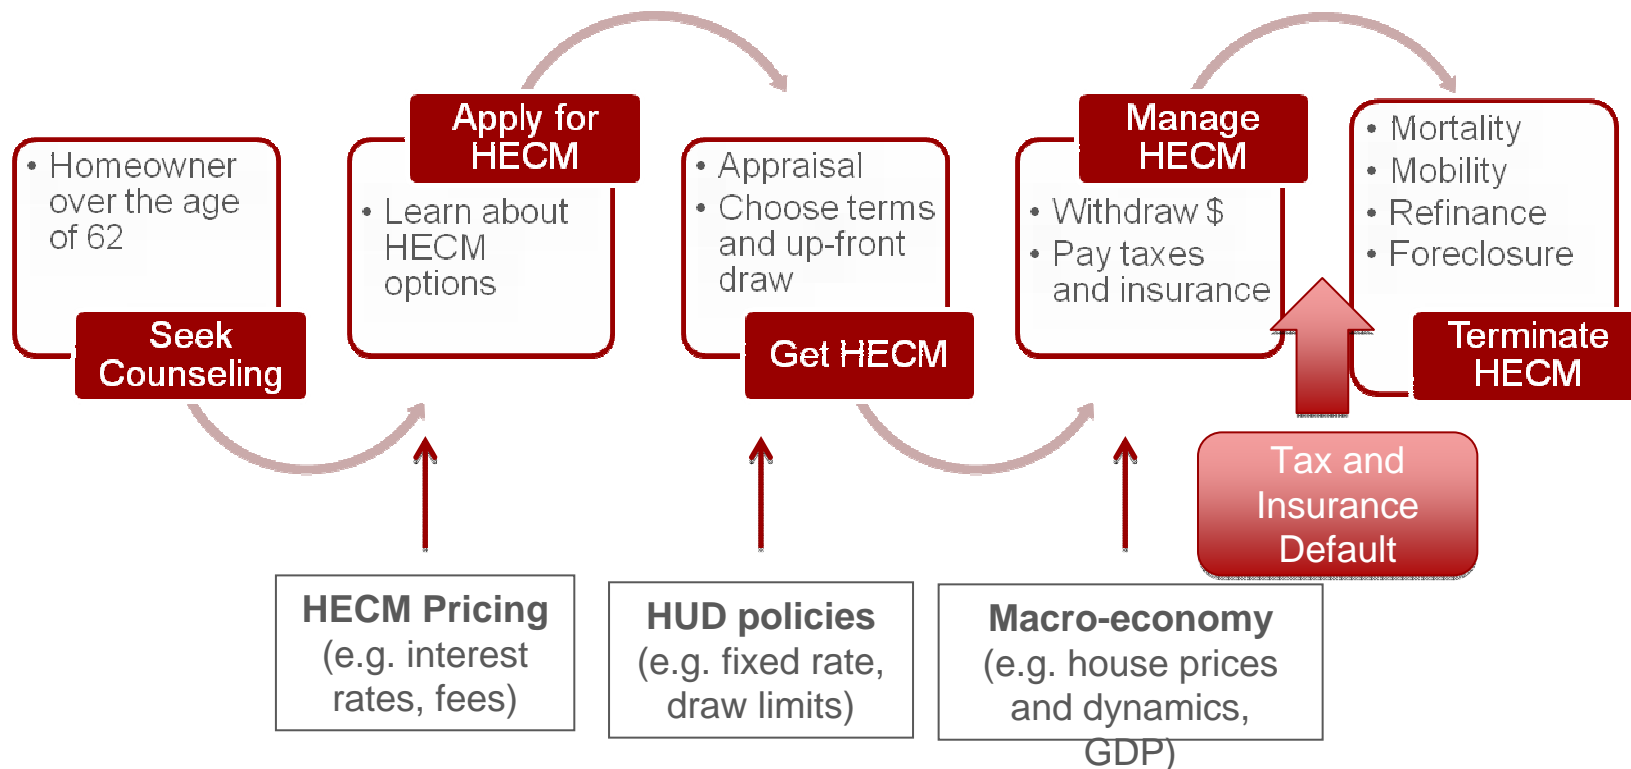 • Homeowner
over the age
of 62
Seek
Counseling
Apply for
HECM
• Learn about
HECM
options
• Appraisal
• Choose terms
and up-front
draw
Get HECM
Manage
HECM
• Withdraw $
• Pay taxes
and insurance
• Mortality
• Mobility
• Refinance
• Foreclosure
Terminate
HECM
Tax and
Insurance
Default
HECM Pricing
(e.g. interest
rates, fees)
HUD policies
(e.g. fixed rate,
draw limits)
Macro-economy
(e.g. house prices
and dynamics,
GDP)